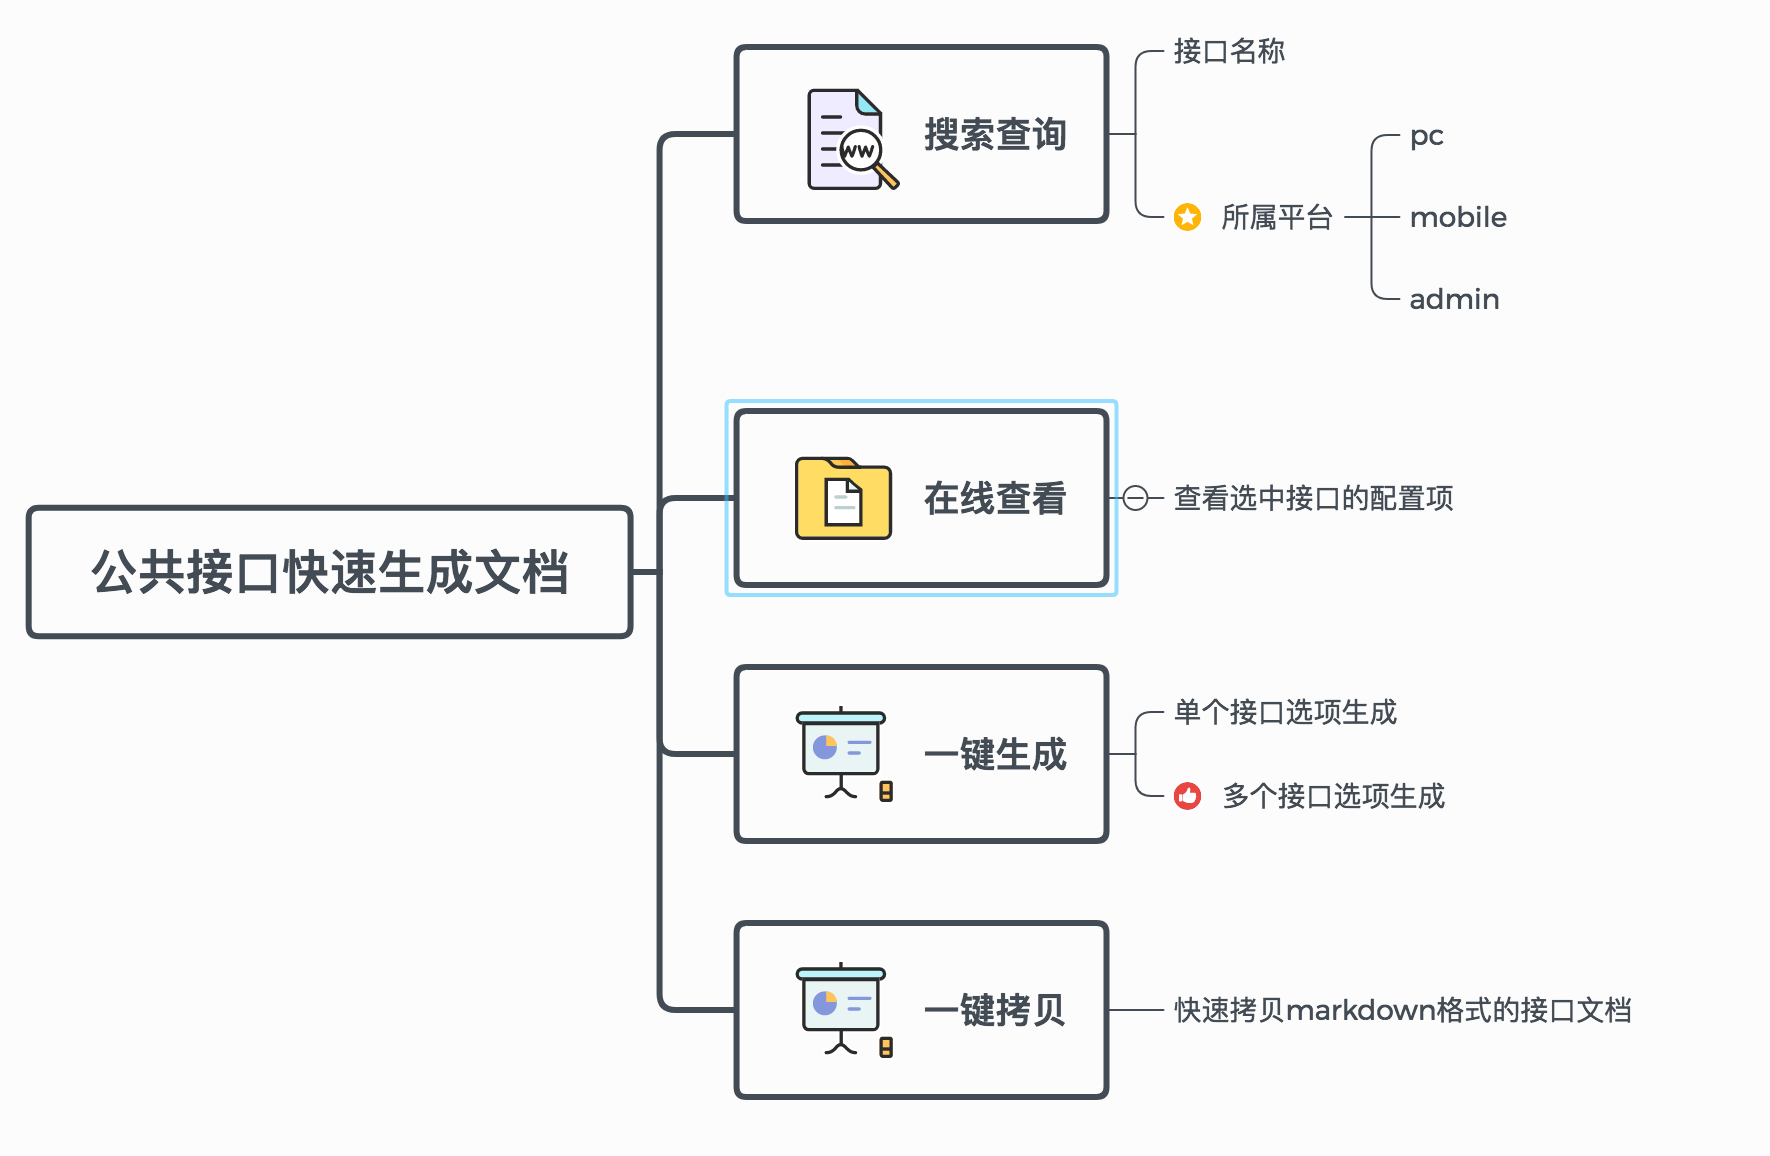 公共接口快速生成文档
搜索查询
接口名称
所属平台
pc
mobile
admin
在线查看
查看选中接口的配置项
一键生成
单个接口选项生成
多个接口选项生成
一键拷贝
快速拷贝markdown格式的接口文档